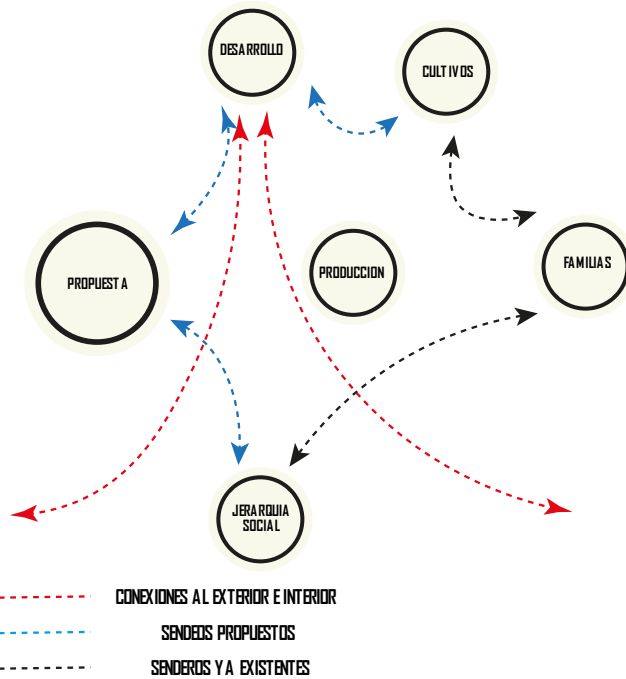 DESARROLLO
CULTIVOS
PROPUESTA
PRODUCCION
FAMILIAS
JERARQUIA
SOCIAL
CONEXIONES AL EXTERIOR E INTERIOR
SENDEOS PROPUESTOS
SENDEROS YA EXISTENTES